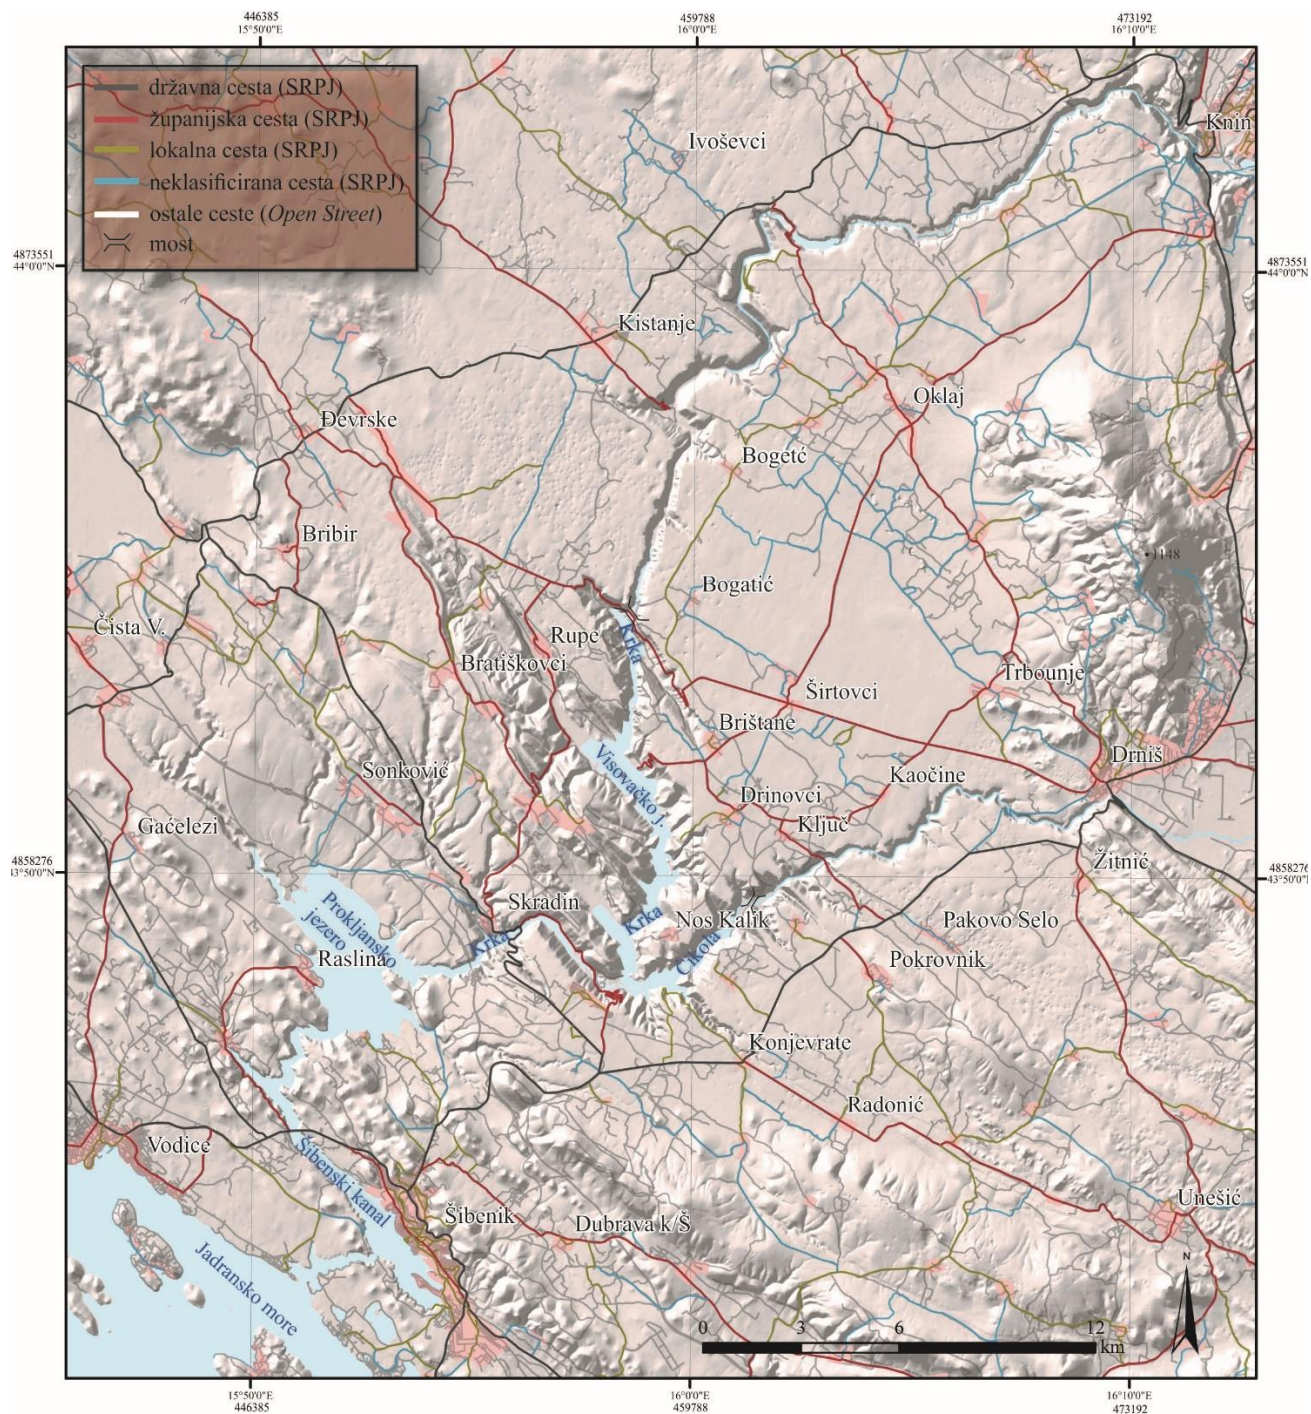 446385
15°50'0"E
459788
16°0'0"E
473192
16°10'0"E
državna cesta (SRPJ)
županijska cesta (SRPJ)
lokalna cesta (SRPJ)
neklasificirana cesta (SRPJ)
ostale ceste (Open Street)
most
Knin
Ivoševci
4873551
44°0'0"N
4873551
44°0'0"N
Kistanje
Oklaj
Đevrske
Bogetć
Bribir
1148
Bogatić
Čista V.
Rupe
Krka
Bratiškovci
Trbounje
Širtovci
Brištane
Visovačko j.
Drniš
Sonković
Kaočine
Drinovci
Ključ
Gaćelezi
4858276
43°50'0"N
Žitnić
4858276
43°50'0"N
Skradin
Prokljansko
jezero
Krka
Nos Kalik
Pakovo Selo
Krka
Čikola
Raslina
Pokrovnik
Konjevrate
Radonić
Vodice
Šibenski kanal
Unešić
Šibenik
Dubrava k/Š
Jadransko more
N
0
3
6
12
km
15°50'0"E
446385
16°0'0"E
459788
16°10'0"E
473192